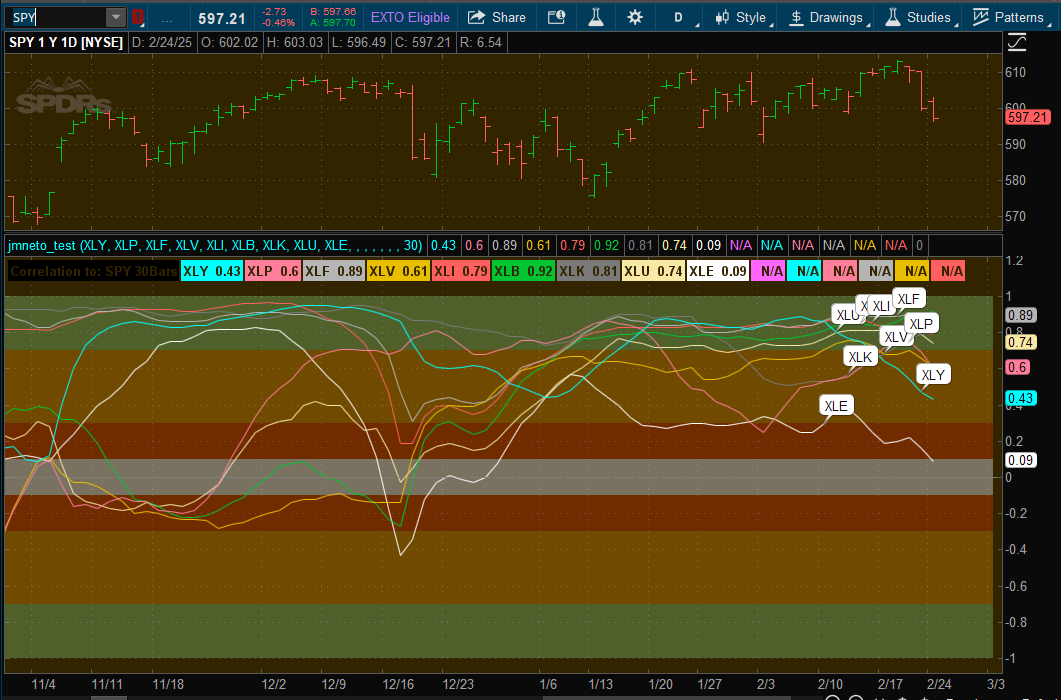 SPY ... 597.21 -2.73 -0.46% B: 597.66 A: 597.70 EXTO Eligible Share D Style Drawings Studies Patterns
SPY 1 Y 1D [NYSE] D: 2/24/25 O: 602.02 H: 603.03 L: 596.49 C: 597.21 R: 6.54
SPDRs
610
600
597.21
590
580
570
jmneto_test (XLY, XLP, XLF, XLV, XLI, XLB, XLK, XLU, XLE, , , , , , , 30) 0.43 0.6 0.89 0.61 0.79 0.92 0.81 0.74 0.09 N/A N/A N/A N/A N/A N/A 0
1.2
Correlation to: SPY 30Bars XLY 0.43 XLP 0.6 XLF 0.89 XLV 0.61 XLI 0.79 XLB 0.92 XLK 0.81 XLU 0.74 XLE 0.09 N/A N/A N/A N/A N/A N/A
1
XLU XLI XLF
0.89
XLP
0.8
XLV
0.74
XLK
0.6
XLY
0.43
0.4
XLE
0.2
0.09
0
-0.2
-0.4
-0.6
-0.8
-1
11/4 11/11 11/18 12/2 12/9 12/16 12/23 1/6 1/13 1/20 1/27 2/3 2/10 2/17 2/24 3/3